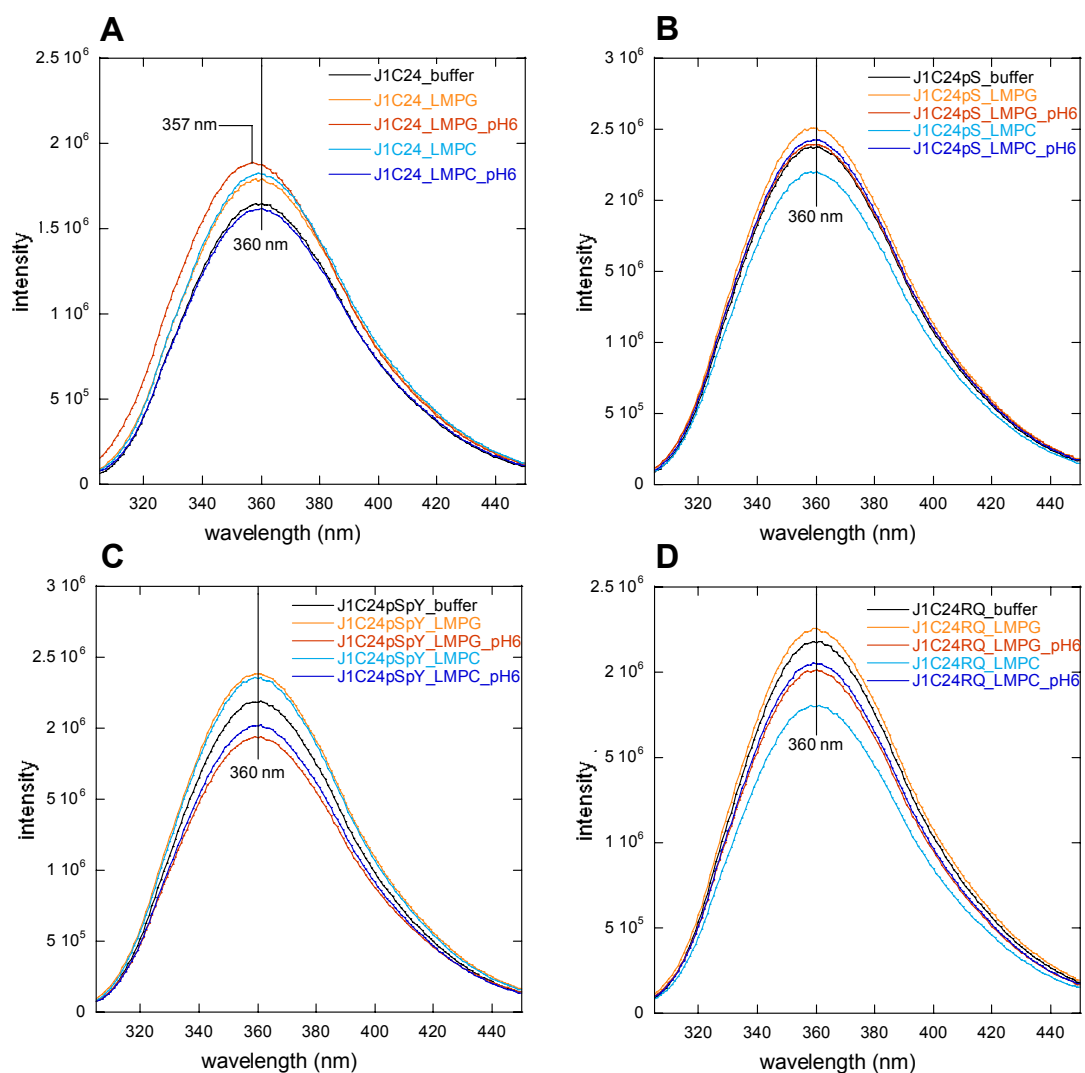 A
2.5 10⁶
2 10⁶
1.5 10⁶
1 10⁶
5 10⁵
0
intensity
J1C24_buffer
J1C24_LMPG
J1C24_LMPG_pH6
J1C24_LMPC
J1C24_LMPC_pH6
357 nm
360 nm
320 340 360 380 400 420 440
wavelength (nm)
B
3 10⁶
2.5 10⁶
2 10⁶
5 10⁶
1 10⁶
5 10⁵
0
intensity
J1C24pS_buffer
J1C24pS_LMPG
J1C24pS_LMPG_pH6
J1C24pS_LMPC
J1C24pS_LMPC_pH6
360 nm
320 340 360 380 400 420 440
wavelength (nm)
C
3 10⁶
2.5 10⁶
2 10⁶
5 10⁶
1 10⁶
5 10⁵
0
intensity
J1C24pSpY_buffer
J1C24pSpY_LMPG
J1C24pSpY_LMPG_pH6
J1C24pSpY_LMPC
J1C24pSpY_LMPC_pH6
360 nm
320 340 360 380 400 420 440
wavelength (nm)
D
2.5 10⁶
2 10⁶
5 10⁶
1 10⁶
5 10⁵
0
intensity
J1C24RQ_buffer
J1C24RQ_LMPG
J1C24RQ_LMPG_pH6
J1C24RQ_LMPC
J1C24RQ_LMPC_pH6
360 nm
320 340 360 380 400 420 440
wavelength (nm)